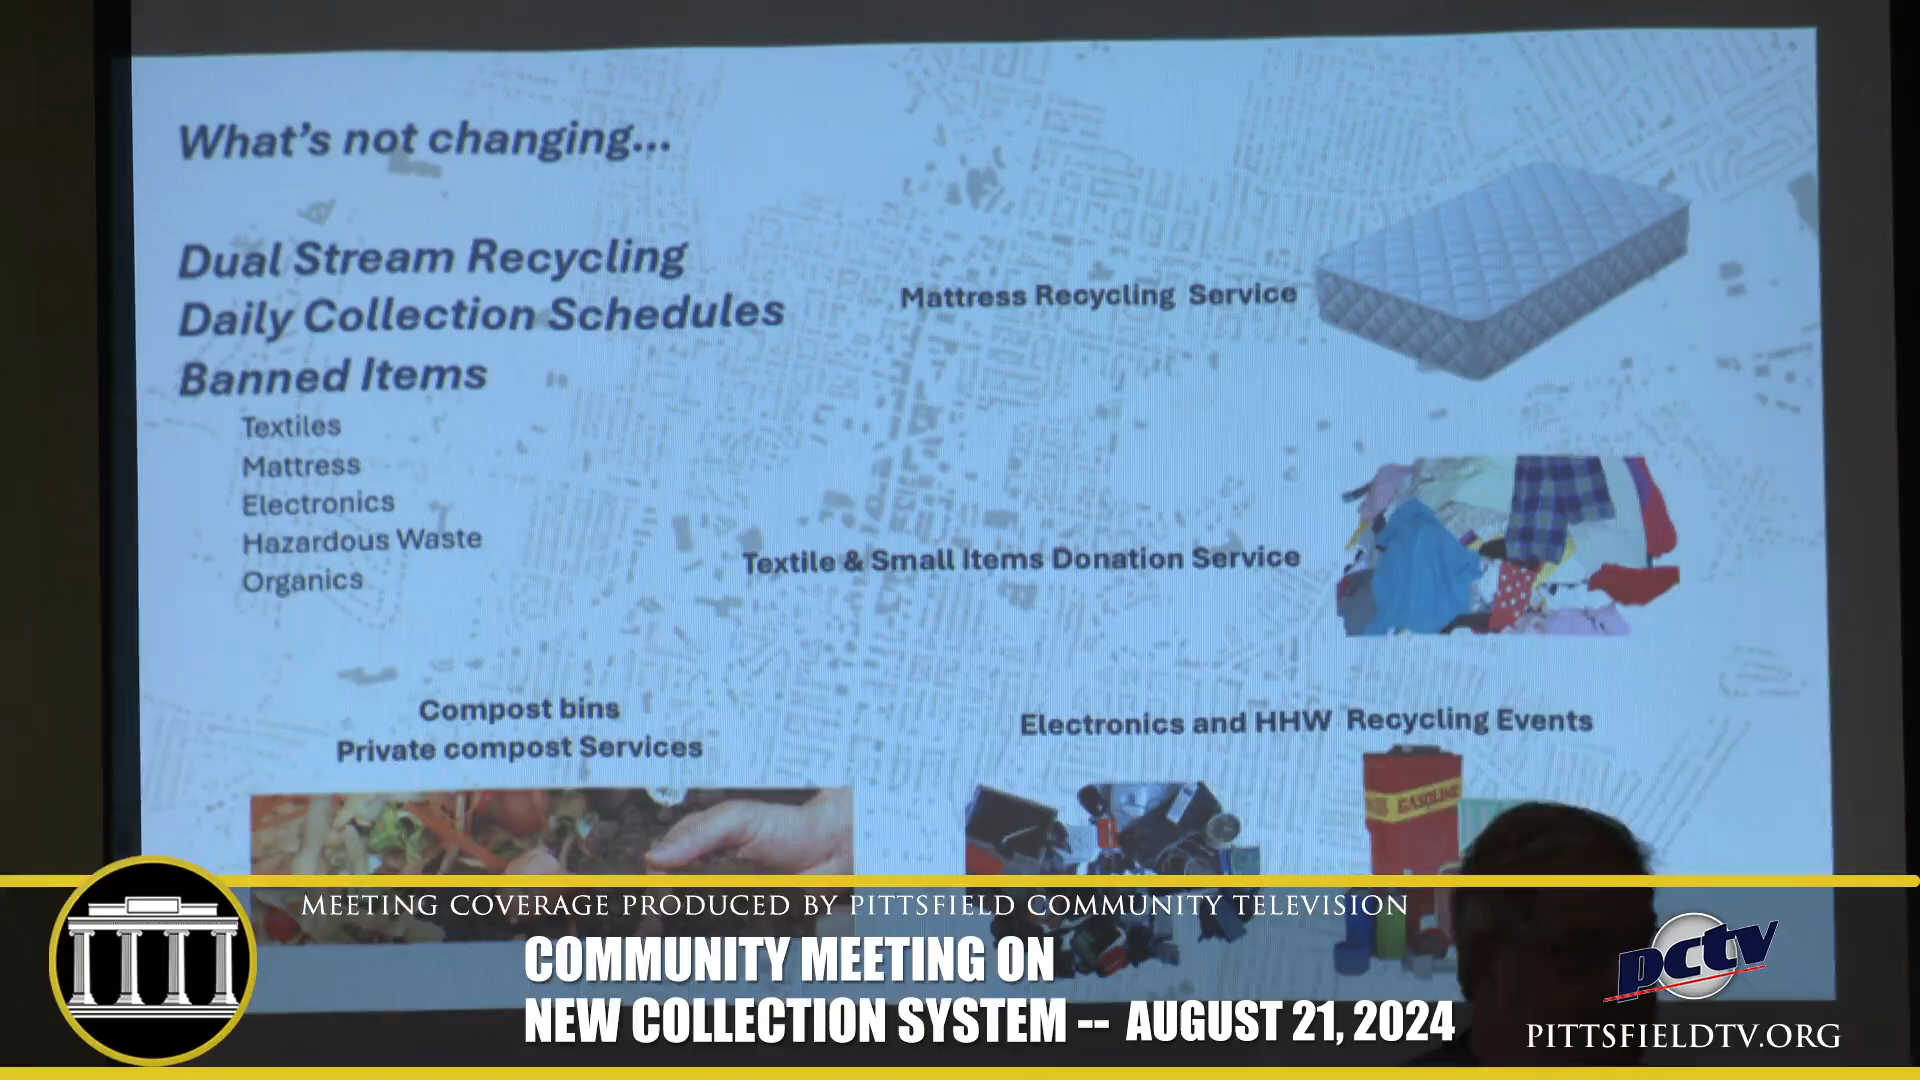 What's not changing...
Dual Stream Recycling
Daily Collection Schedules
Banned Items
Textiles
Mattress
Electronics
Hazardous Waste
Organics
Mattress Recycling Service
Textile & Small Items Donation Service
Compost bins
Private compost Services
Electronics and HHW Recycling Events
GASOLINE
MEETING COVERAGE PRODUCED BY PITTSFIELD COMMUNITY TELEVISION
COMMUNITY MEETING ON
NEW COLLECTION SYSTEM -- AUGUST 21, 2024
pctv
PITTSFIELDTV.ORG